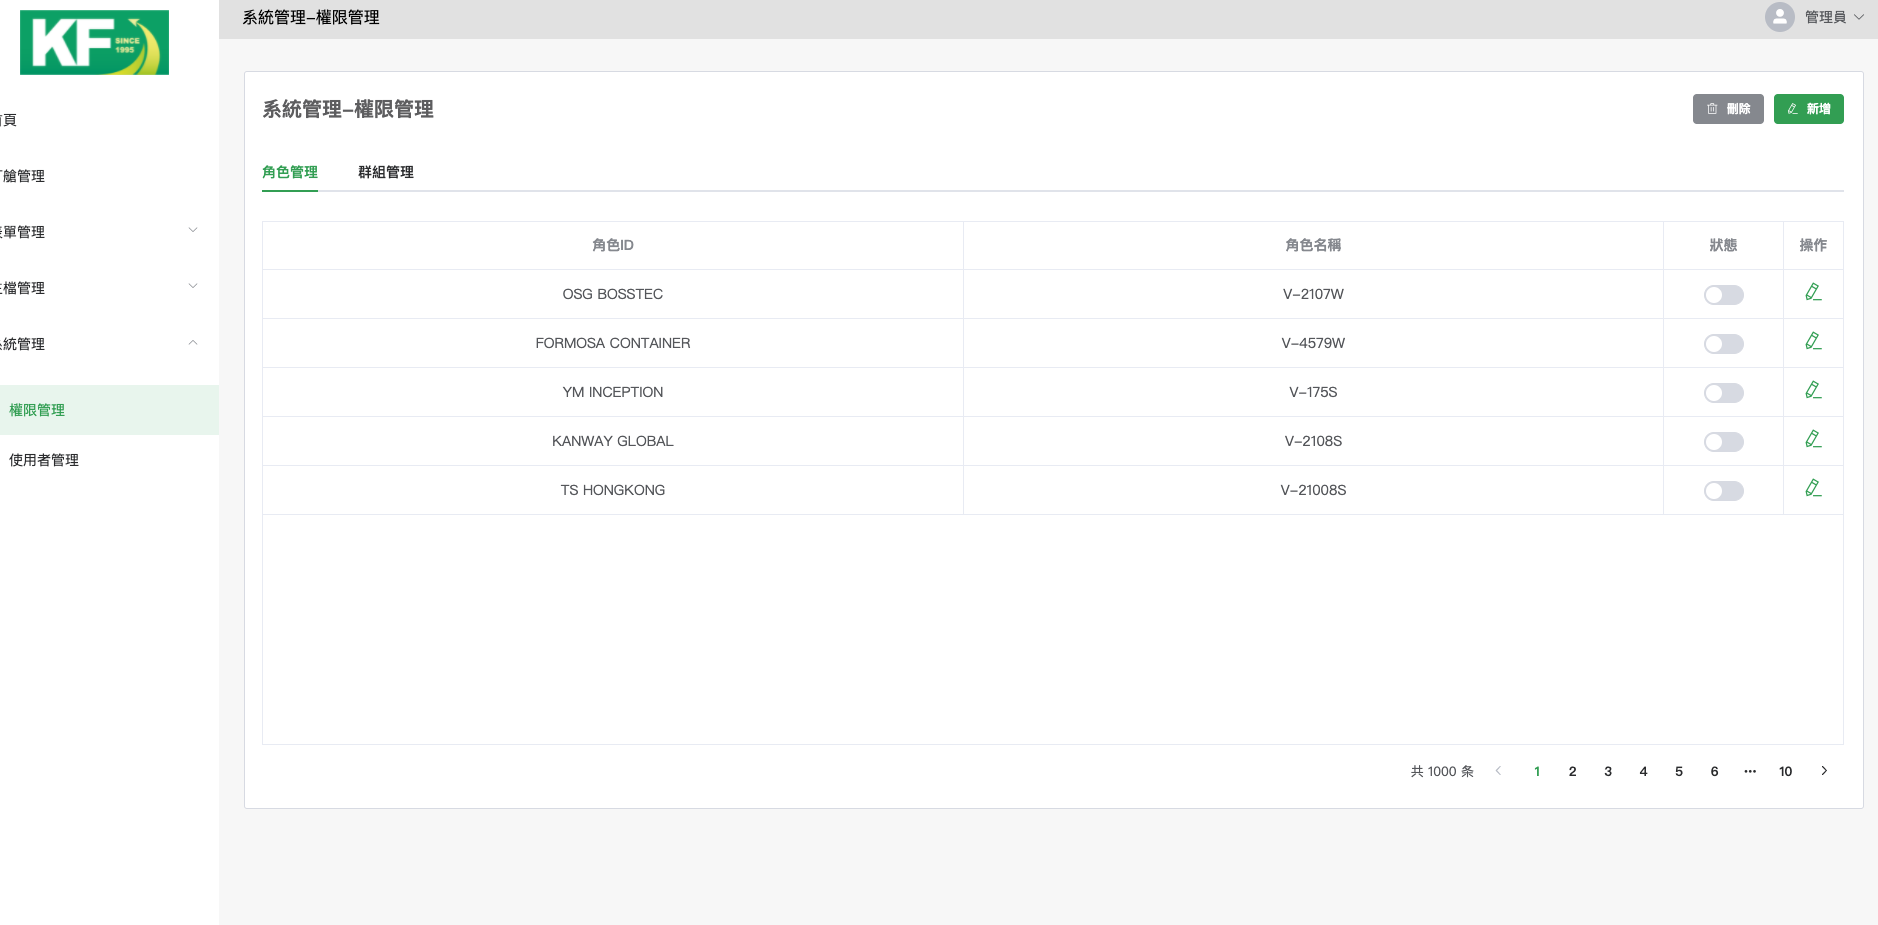 KF SINCE 1995
系統管理-權限管理
管理員
頁
艙管理
單管理
檔管理
統管理
權限管理
使用者管理
系統管理-權限管理
刪除
新增
角色管理 群組管理
角色ID 角色名稱 狀態 操作
OSG BOSSTEC V-2107W
FORMOSA CONTAINER V-4579W
YM INCEPTION V-175S
KANWAY GLOBAL V-2108S
TS HONGKONG V-21008S
共 1000 条 1 2 3 4 5 6 ··· 10